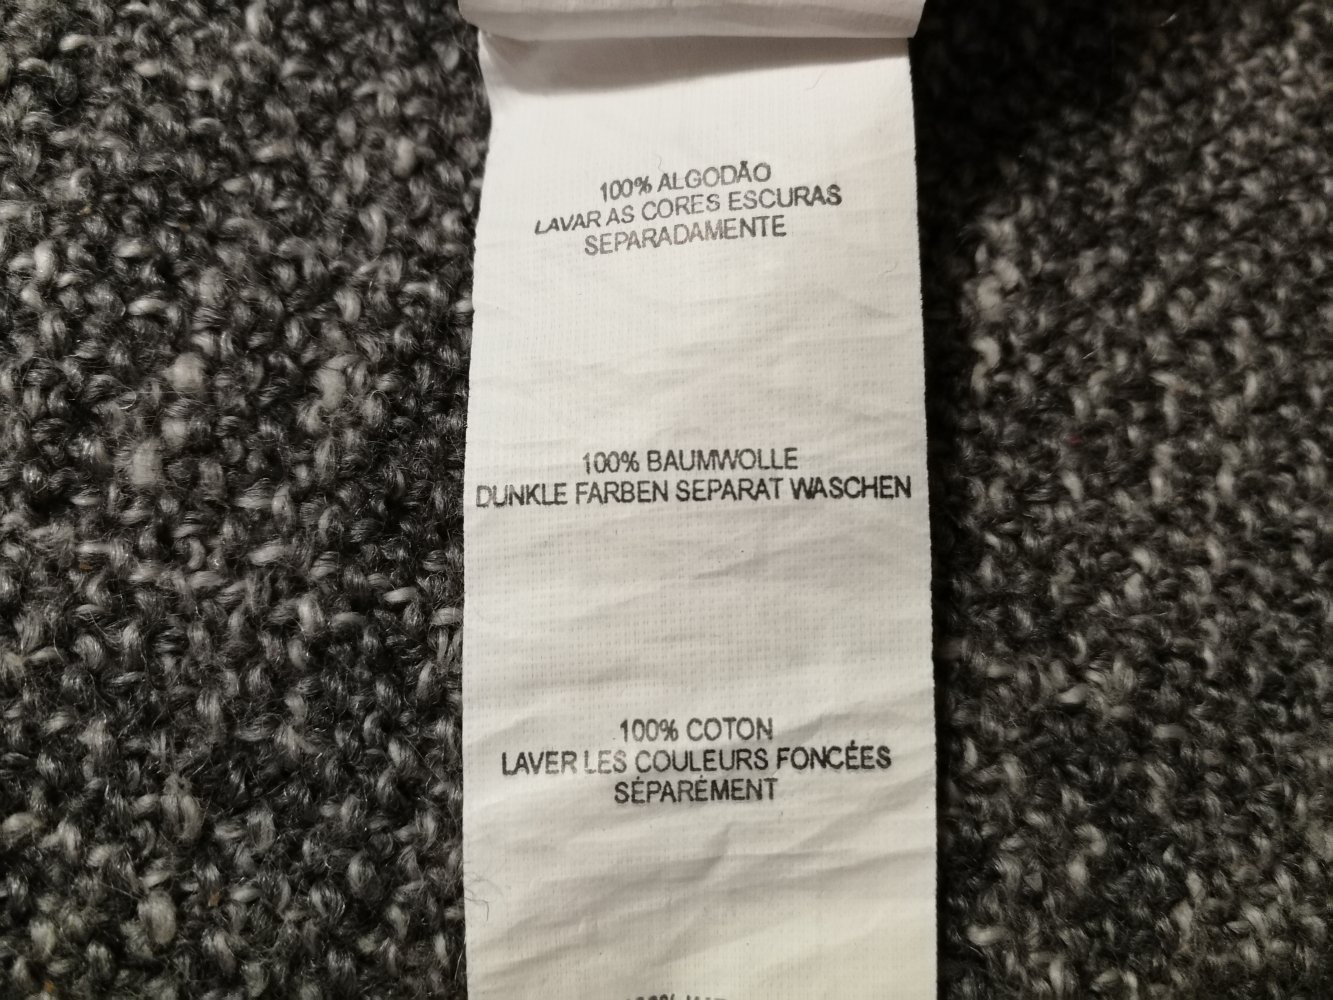 100% ALGODÃO
LAVAR AS CORES ESCURAS
SEPARADAMENTE
100% BAUMWOLLE
DUNKLE FARBEN SEPARAT WASCHEN
100% COTON
LAVER LES COULEURS FONCÉES
SÉPARÉMENT